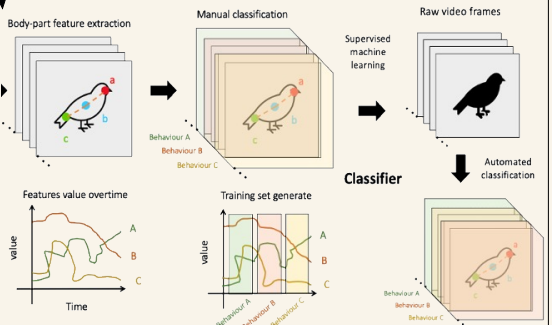 Body-part feature extraction
Manual classification
Raw video frames
Supervised
machine
learning
a
b
c
a
b
c
Behaviour A
Behaviour B
Behaviour C
Classifier
Automated
classification
Features value overtime
value
Time
A
B
C
Training set generate
value
A
B
C
Behaviour A
Behaviour B
Behaviour C
a
b
c
Behaviour A
Behaviour B
Behaviour C